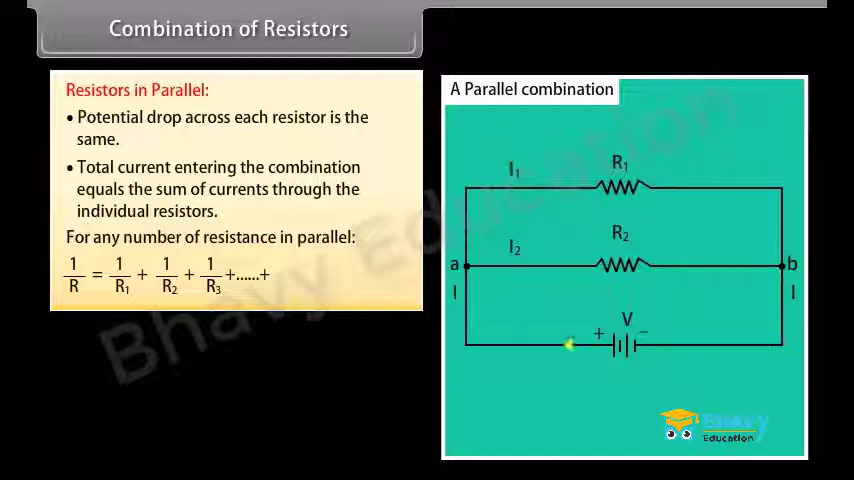 Combination of Resistors
Resistors in Parallel:
• Potential drop across each resistor is the
same.
• Total current entering the combination
equals the sum of currents through the
individual resistors.
For any number of resistance in parallel:
1/R = 1/R₁ + 1/R₂ + 1/R₃ +......+
A Parallel combination
I₁ R₁
I₂ R₂
a b
I I
+ V −
Bhavy Education
BHAVY
Education